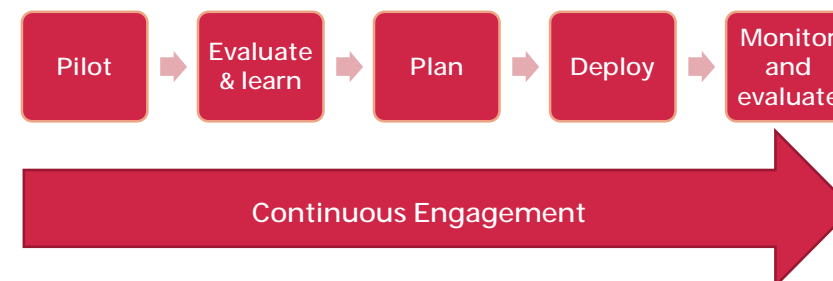 Pilot
Evaluate
& learn
Plan
Deploy
Monitor
and
evaluate
Continuous Engagement